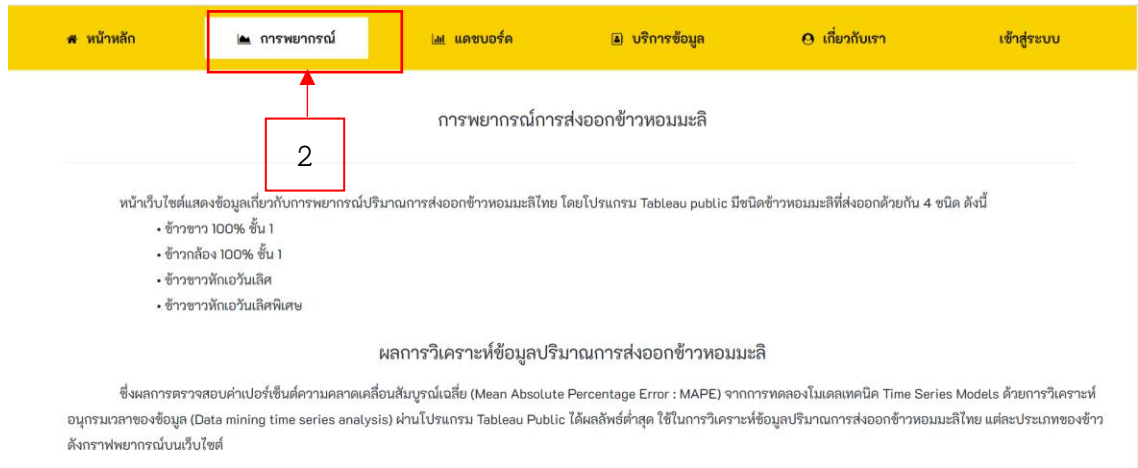 หน้าหลัก การพยากรณ์ แดชบอร์ด บริการข้อมูล เกี่ยวกับเรา เข้าสู่ระบบ
2
การพยากรณ์การส่งออกข้าวหอมมะลิ
หน้าเว็บไซต์แสดงข้อมูลเกี่ยวกับการพยากรณ์ปริมาณการส่งออกข้าวหอมมะลิไทย โดยโปรแกรม Tableau public มีชนิดข้าวหอมมะลิที่ส่งออกด้วยกัน 4 ชนิด ดังนี้
• ข้าวขาว 100% ชั้น 1
• ข้าวกล้อง 100% ชั้น 1
• ข้าวขาวหักเอวันเลิศ
• ข้าวขาวหักเอวันเลิศพิเศษ
ผลการวิเคราะห์ข้อมูลปริมาณการส่งออกข้าวหอมมะลิ
ซึ่งผลการตรวจสอบค่าเปอร์เซ็นต์ความคลาดเคลื่อนสัมบูรณ์เฉลี่ย (Mean Absolute Percentage Error : MAPE) จากการทดลองโมเดลเทคนิค Time Series Models ด้วยการวิเคราะห์
อนุกรมเวลาของข้อมูล (Data mining time series analysis) ผ่านโปรแกรม Tableau Public ได้ผลลัพธ์ต่ำสุด ใช้ในการวิเคราะห์ข้อมูลปริมาณการส่งออกข้าวหอมมะลิไทย แต่ละประเภทของข้าว
ดังกราฟพยากรณ์บนเว็บไซต์